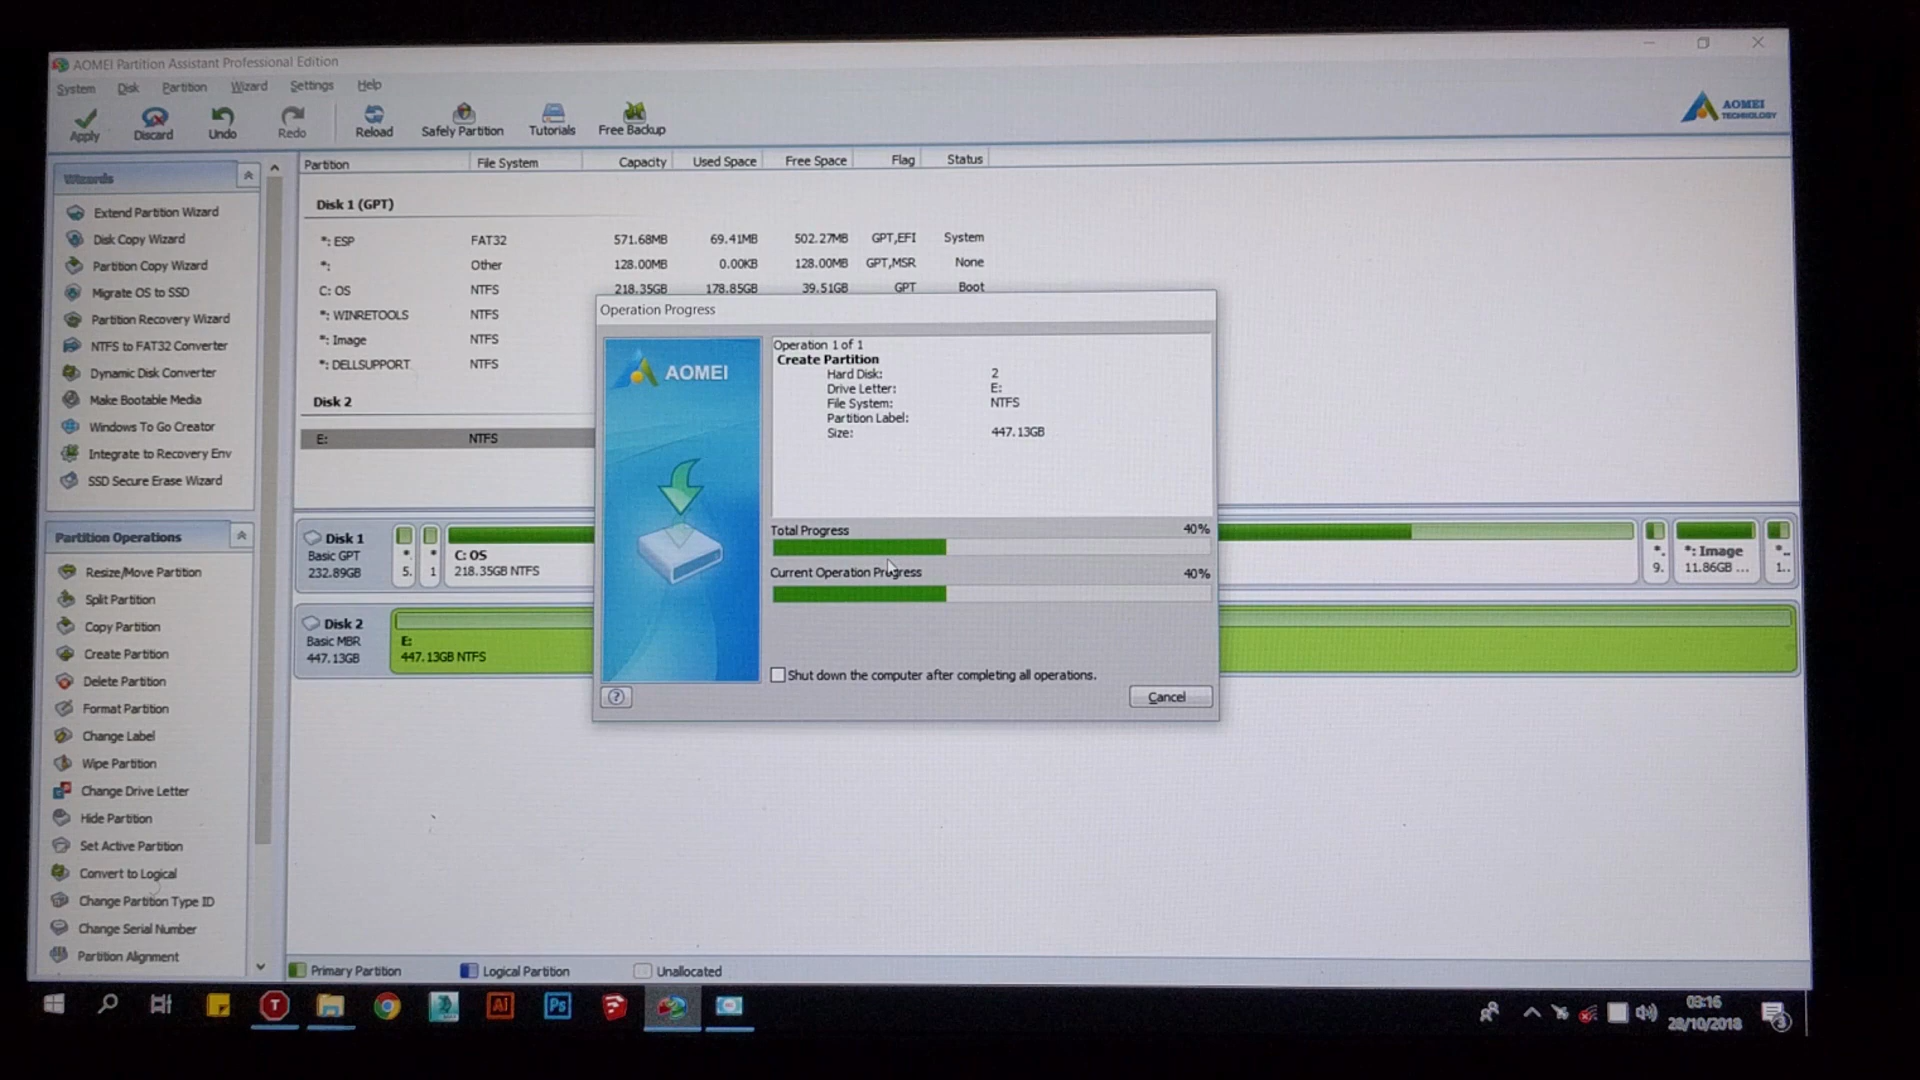 AOMEI Partition Assistant Professional Edition
System Disk Partition Wizard Settings Help
Apply Discard Undo Redo Reload Safely Partition Tutorials Free Backup
AOMEI
TECHNOLOGY
Wizards
Extend Partition Wizard
Disk Copy Wizard
Partition Copy Wizard
Migrate OS to SSD
Partition Recovery Wizard
NTFS to FAT32 Converter
Dynamic Disk Converter
Make Bootable Media
Windows To Go Creator
Integrate to Recovery Env
SSD Secure Erase Wizard
Partition Operations
Resize/Move Partition
Split Partition
Copy Partition
Create Partition
Delete Partition
Format Partition
Change Label
Wipe Partition
Change Drive Letter
Hide Partition
Set Active Partition
Convert to Logical
Change Partition Type ID
Change Serial Number
Partition Alignment
Partition File System Capacity Used Space Free Space Flag Status
Disk 1 (GPT)
*: ESP FAT32 571.68MB 69.41MB 502.27MB GPT,EFI System
*: Other 128.00MB 0.00KB 128.00MB GPT,MSR None
C: OS NTFS 218.35GB 178.85GB 39.51GB GPT Boot
*: WINRETOOLS NTFS
*: Image NTFS
*: DELLSUPPORT NTFS
Disk 2
E: NTFS
Operation Progress
AOMEI
Operation 1 of 1
Create Partition
Hard Disk: 2
Drive Letter: E:
File System: NTFS
Partition Label:
Size: 447.13GB
Total Progress 40%
Current Operation Progress 40%
Shut down the computer after completing all operations.
Cancel
Disk 1
Basic GPT
232.89GB
*.
5.
*
1
C: OS
218.35GB NTFS
*.
9.
*: Image
11.86GB ...
*..
1..
Disk 2
Basic MBR
447.13GB
E:
447.13GB NTFS
Primary Partition Logical Partition Unallocated
T
Ai
Ps
03:16
28/10/2018
3